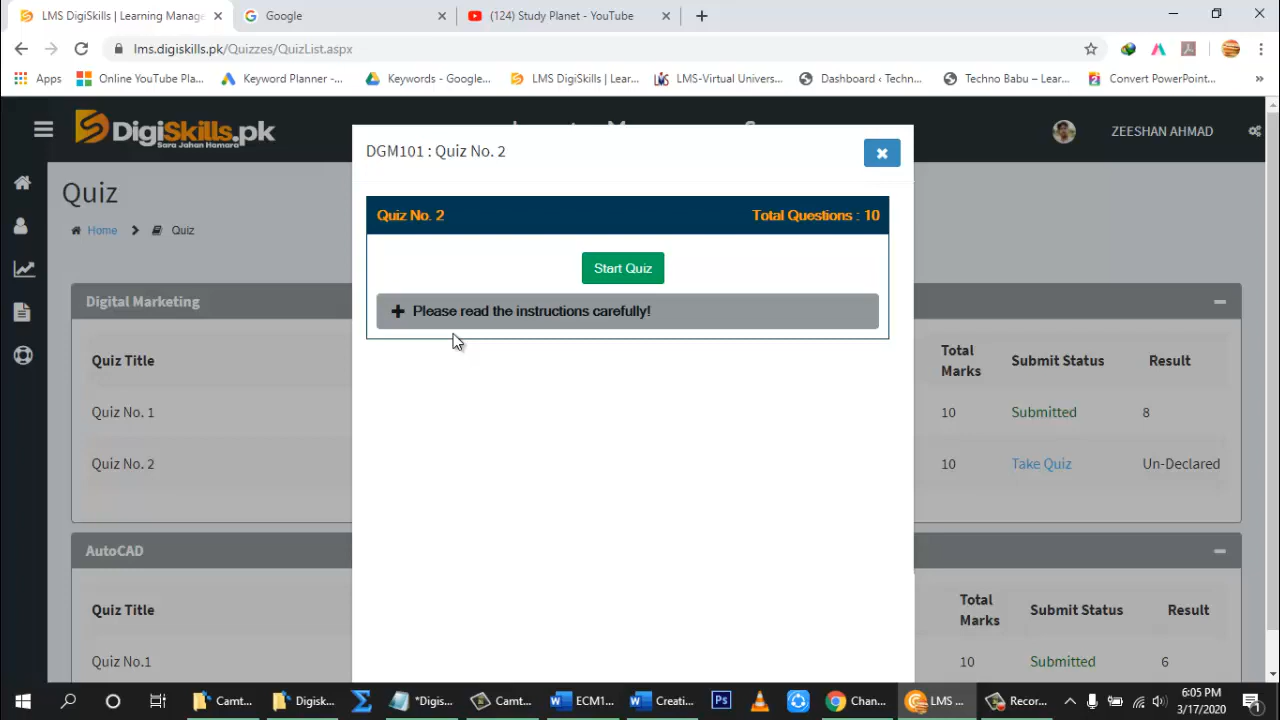 LMS DigiSkills | Learning Manage
Google
(124) Study Planet - YouTube
lms.digiskills.pk/Quizzes/QuizList.aspx
Apps
Online YouTube Pla...
Keyword Planner -...
Keywords - Google...
LMS DigiSkills | Lear...
LMS-Virtual Univers...
Dashboard ‹ Techn...
Techno Babu – Lear...
Convert PowerPoint...
»
DigiSkills.pk
Sara Jahan Hamara
ZEESHAN AHMAD
DGM101 : Quiz No. 2
Quiz
Home
Quiz
Quiz No. 2
Total Questions : 10
Start Quiz
Please read the instructions carefully!
Digital Marketing
Quiz Title
Total Marks
Submit Status
Result
Quiz No. 1
10
Submitted
8
Quiz No. 2
10
Take Quiz
Un-Declared
AutoCAD
Quiz Title
Total Marks
Submit Status
Result
Quiz No.1
10
Submitted
6
Camt...
Digisk...
*Digis...
Camt...
ECM1...
Creati...
Ps
Chan...
LMS ...
Recor...
6:05 PM
3/17/2020
1